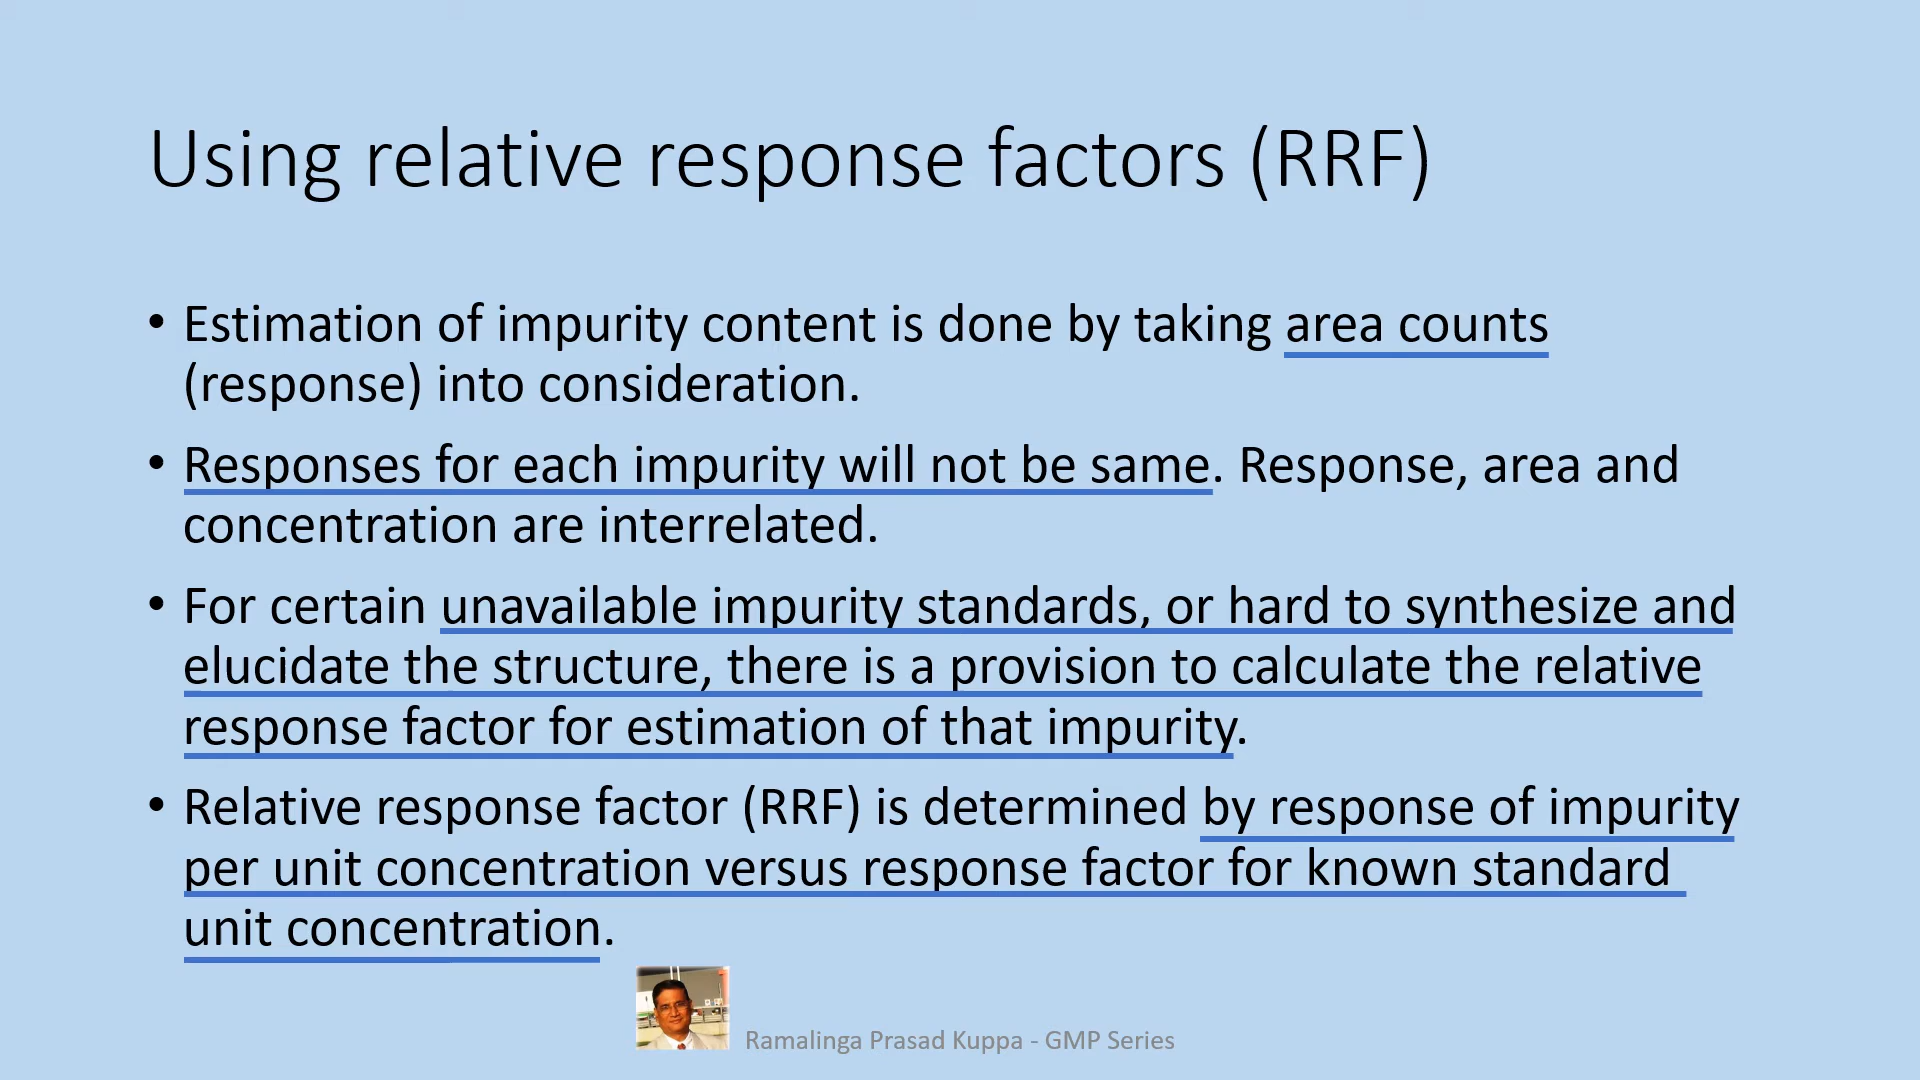 Using relative response factors (RRF)
• Estimation of impurity content is done by taking area counts
(response) into consideration.
• Responses for each impurity will not be same. Response, area and
concentration are interrelated.
• For certain unavailable impurity standards, or hard to synthesize and
elucidate the structure, there is a provision to calculate the relative
response factor for estimation of that impurity.
• Relative response factor (RRF) is determined by response of impurity
per unit concentration versus response factor for known standard
unit concentration.
Ramalinga Prasad Kuppa - GMP Series